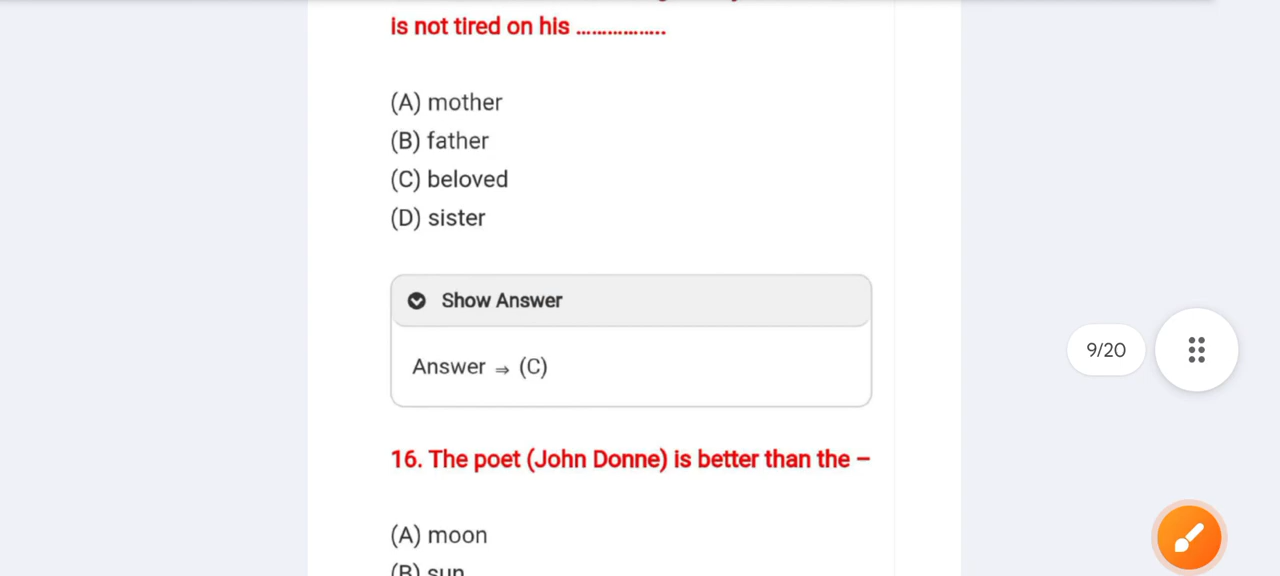 is not tired on his ................
(A) mother
(B) father
(C) beloved
(D) sister
Show Answer
Answer ⇒ (C)
9/20
16. The poet (John Donne) is better than the –
(A) moon
(B) sun